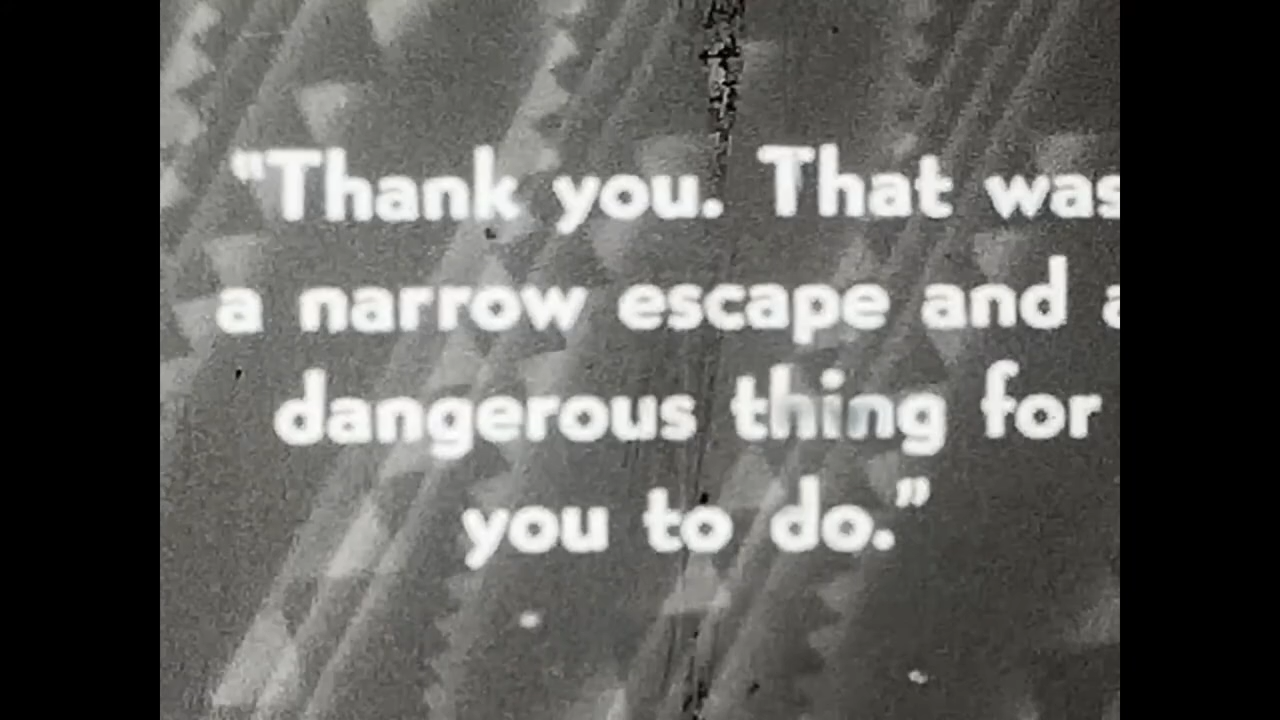 "Thank you. That was
a narrow escape and a
dangerous thing for
you to do."